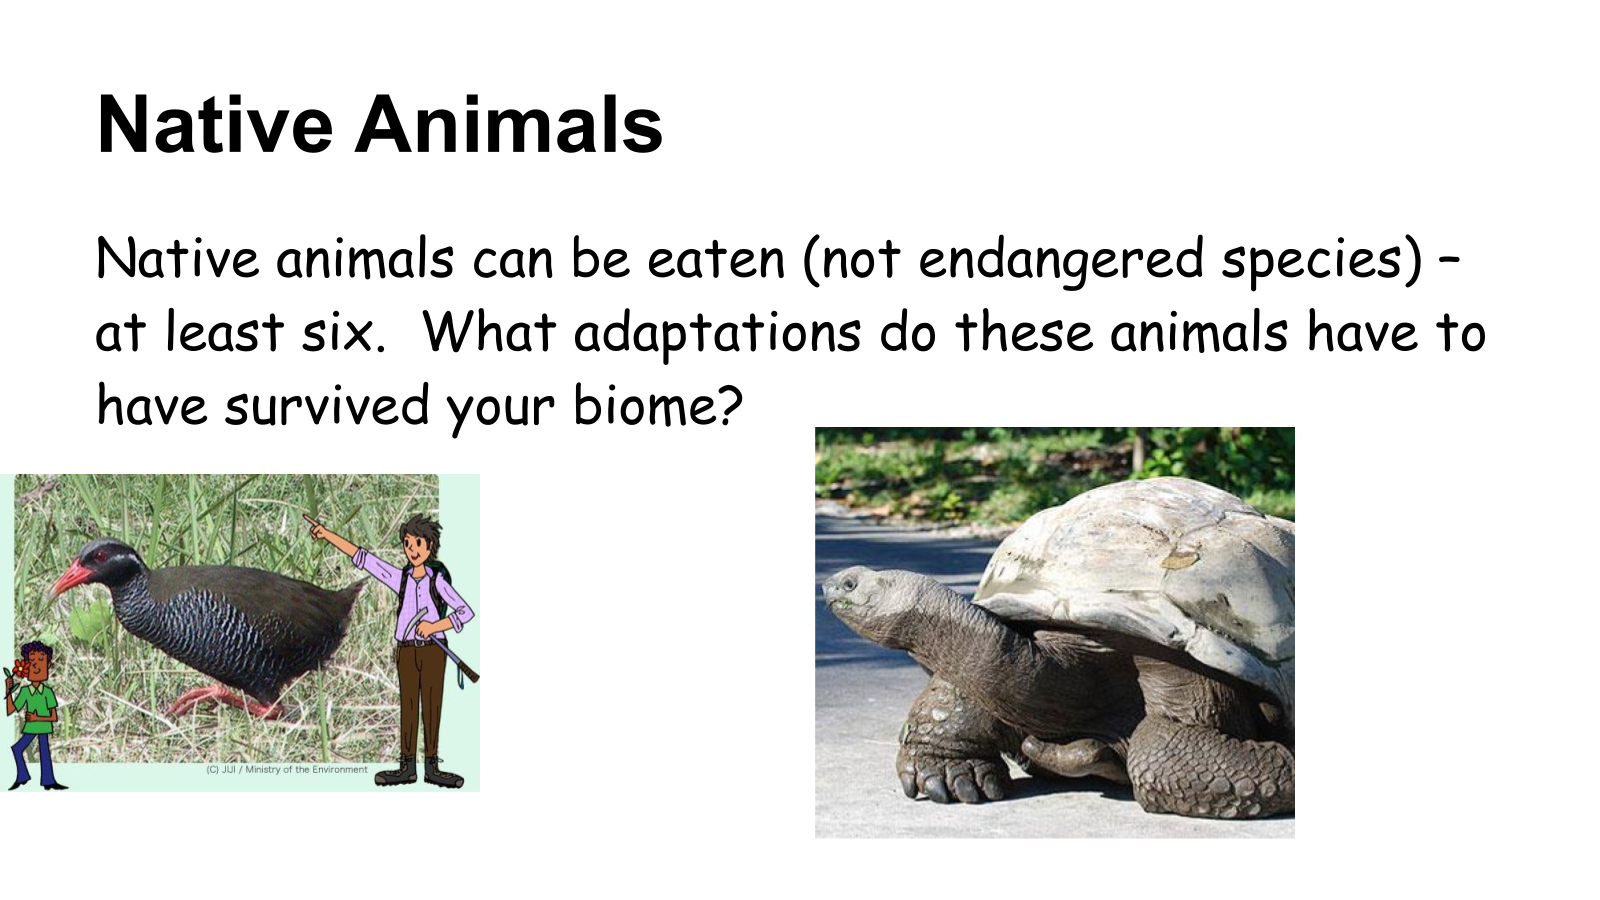 Native Animals
Native animals can be eaten (not endangered species) –
at least six.  What adaptations do these animals have to
have survived your biome?
(C) JIJI / Ministry of the Environment